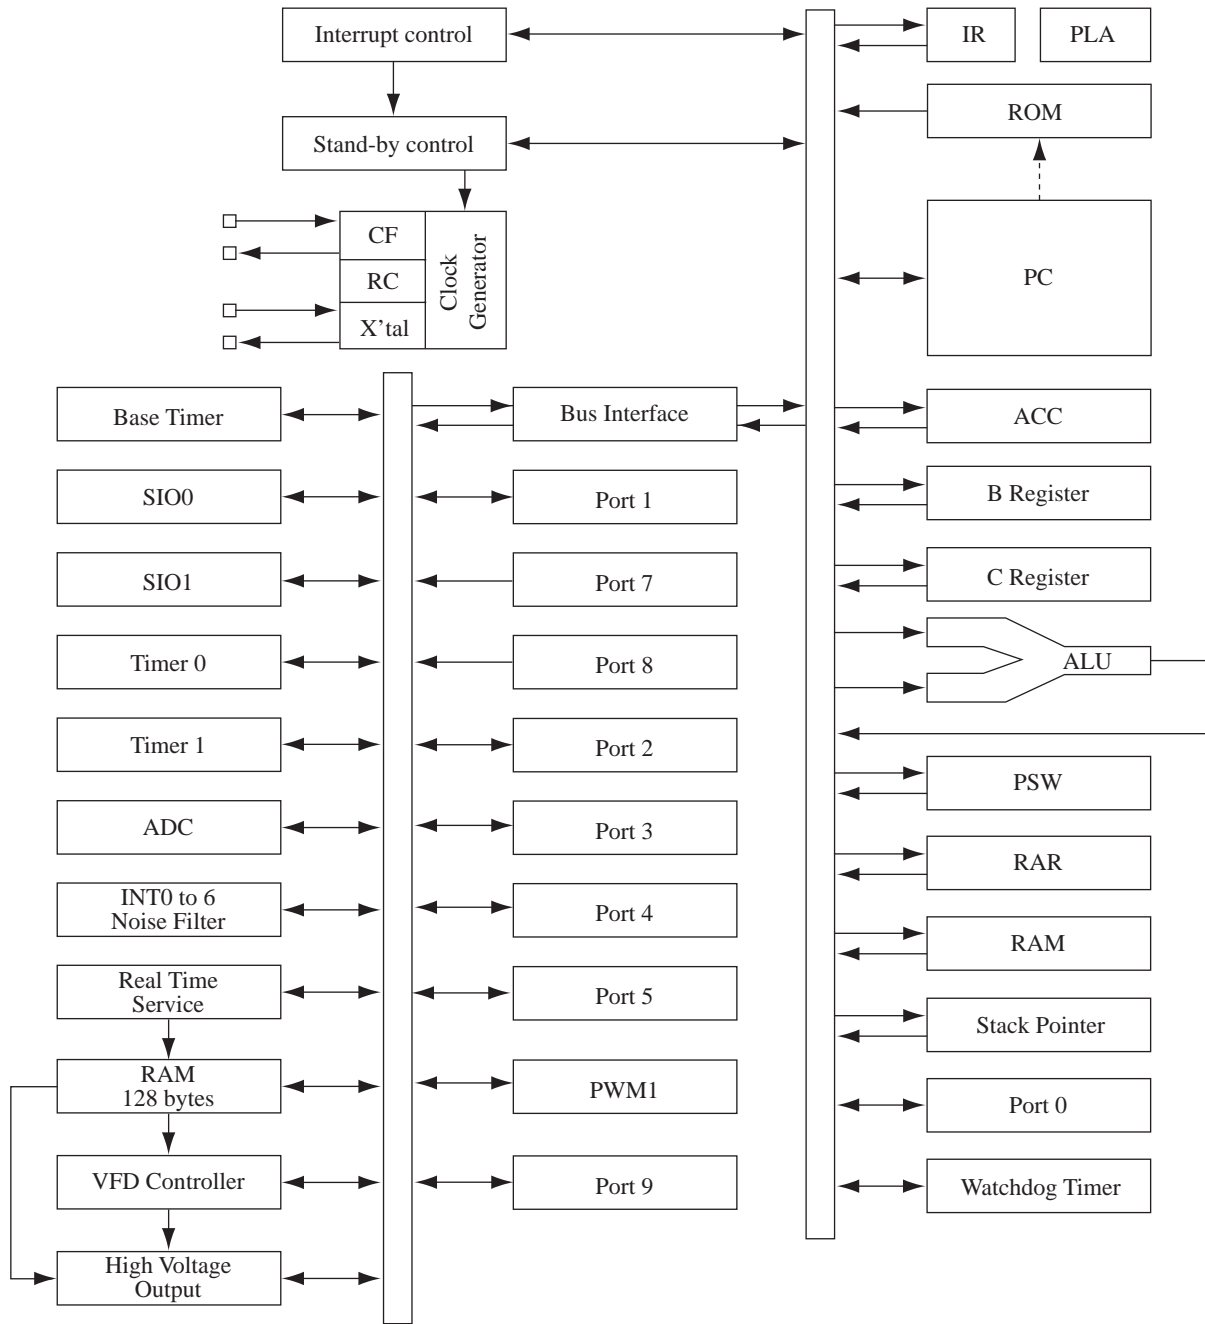 Interrupt control
IR
PLA
Stand-by control
ROM
CF
RC
X'tal
Clock
Generator
PC
Base Timer
Bus Interface
ACC
SIO0
Port 1
B Register
SIO1
Port 7
C Register
Timer 0
Port 8
ALU
Timer 1
Port 2
PSW
ADC
Port 3
RAR
INT0 to 6
Noise Filter
Port 4
RAM
Real Time
Service
Port 5
Stack Pointer
RAM
128 bytes
PWM1
Port 0
VFD Controller
Port 9
Watchdog Timer
High Voltage
Output